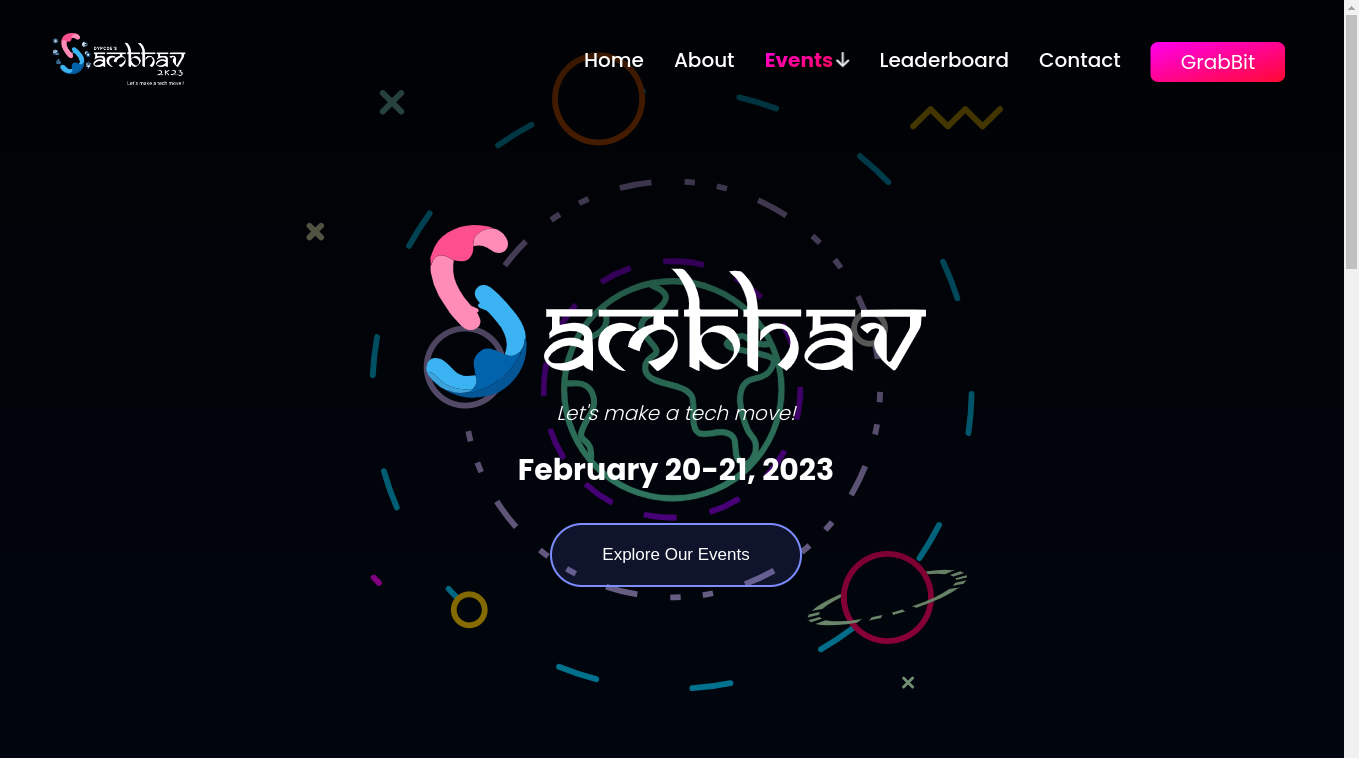 DYPCOE'S
Sambhav
2K23
Let's make a tech move!
Home About Events Leaderboard Contact GrabBit
Sambhav
Let's make a tech move!
February 20-21, 2023
Explore Our Events